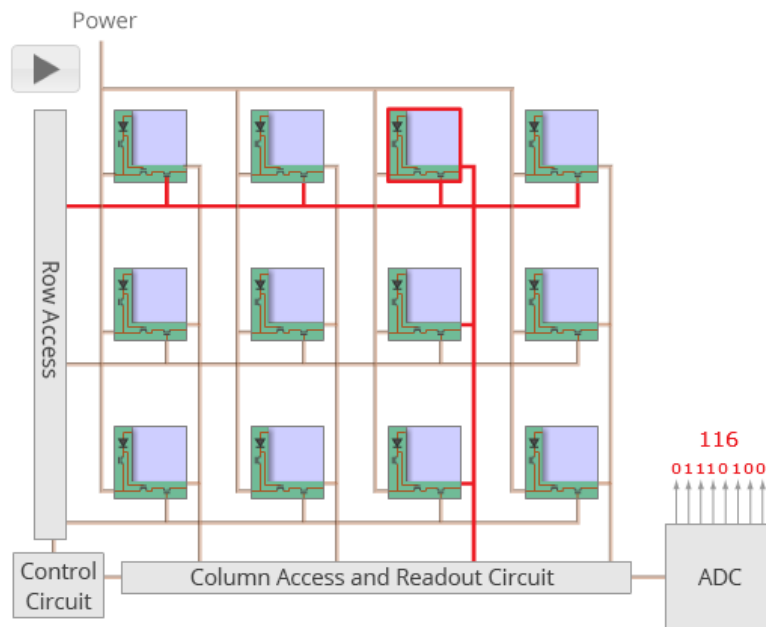 Power
Row Access
116
01110100
Control
Circuit
Column Access and Readout Circuit
ADC